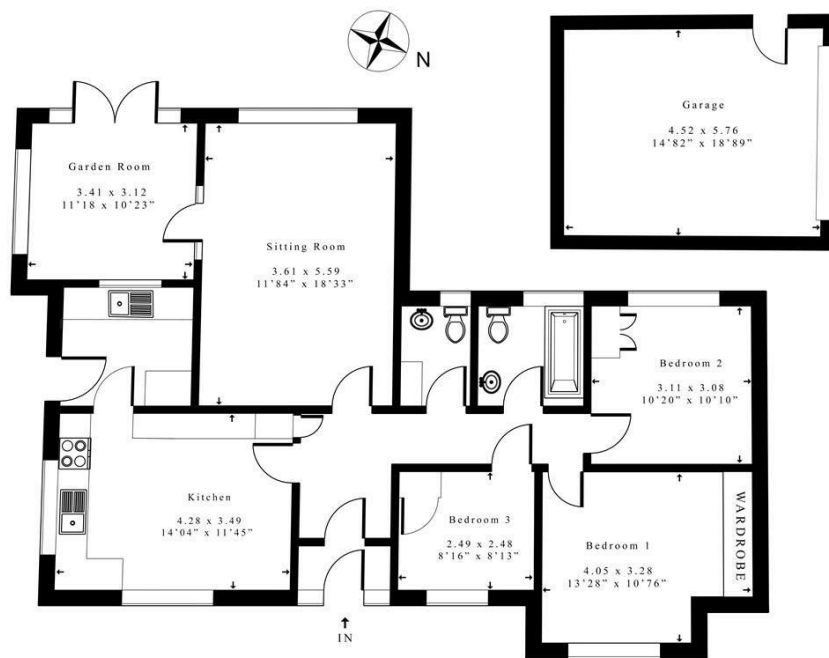 N
Garage
4.52 x 5.76
14'82" x 18'89"
Garden Room
3.41 x 3.12
11'18 x 10'23"
Sitting Room
3.61 x 5.59
11'84" x 18'33"
Bedroom 2
3.11 x 3.08
10'20" x 10'10"
Kitchen
4.28 x 3.49
14'04" x 11'45"
Bedroom 3
2.49 x 2.48
8'16" x 8'13"
Bedroom 1
4.05 x 3.28
13'28" x 10'76"
WARDROBE
IN